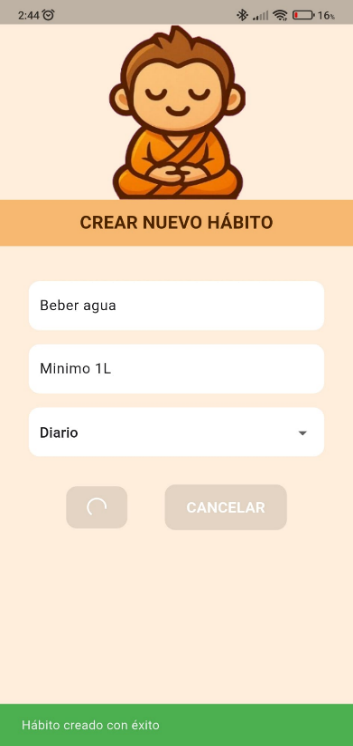 2:44
16%
CREAR NUEVO HÁBITO
Beber agua
Minimo 1L
Diario
CANCELAR
Hábito creado con éxito